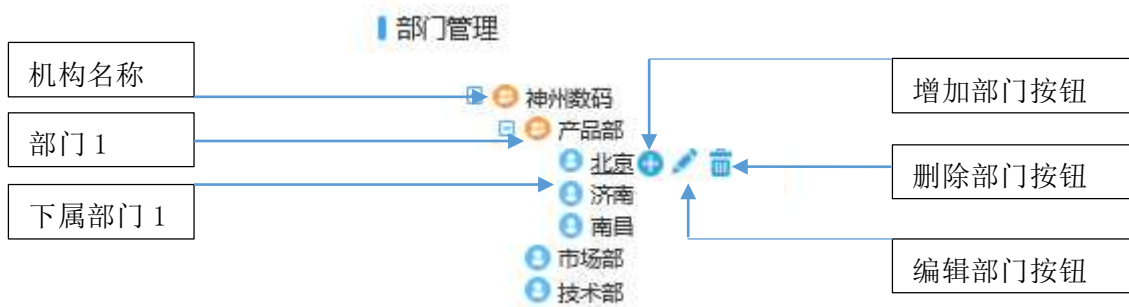 部门管理
机构名称
部门 1
下属部门 1
神州数码
产品部
北京
济南
南昌
市场部
技术部
增加部门按钮
删除部门按钮
编辑部门按钮